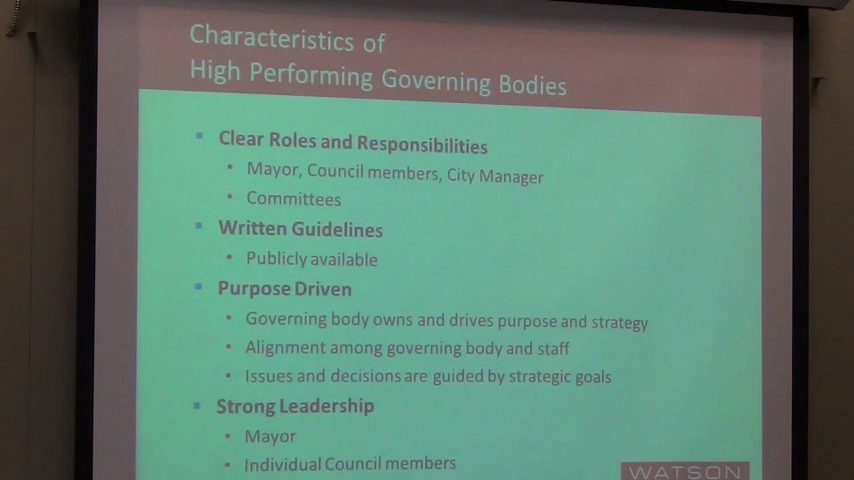 Characteristics of
High Performing Governing Bodies
▪ Clear Roles and Responsibilities
• Mayor, Council members, City Manager
• Committees
▪ Written Guidelines
• Publicly available
▪ Purpose Driven
• Governing body owns and drives purpose and strategy
• Alignment among governing body and staff
• Issues and decisions are guided by strategic goals
▪ Strong Leadership
• Mayor
• Individual Council members
WATSON